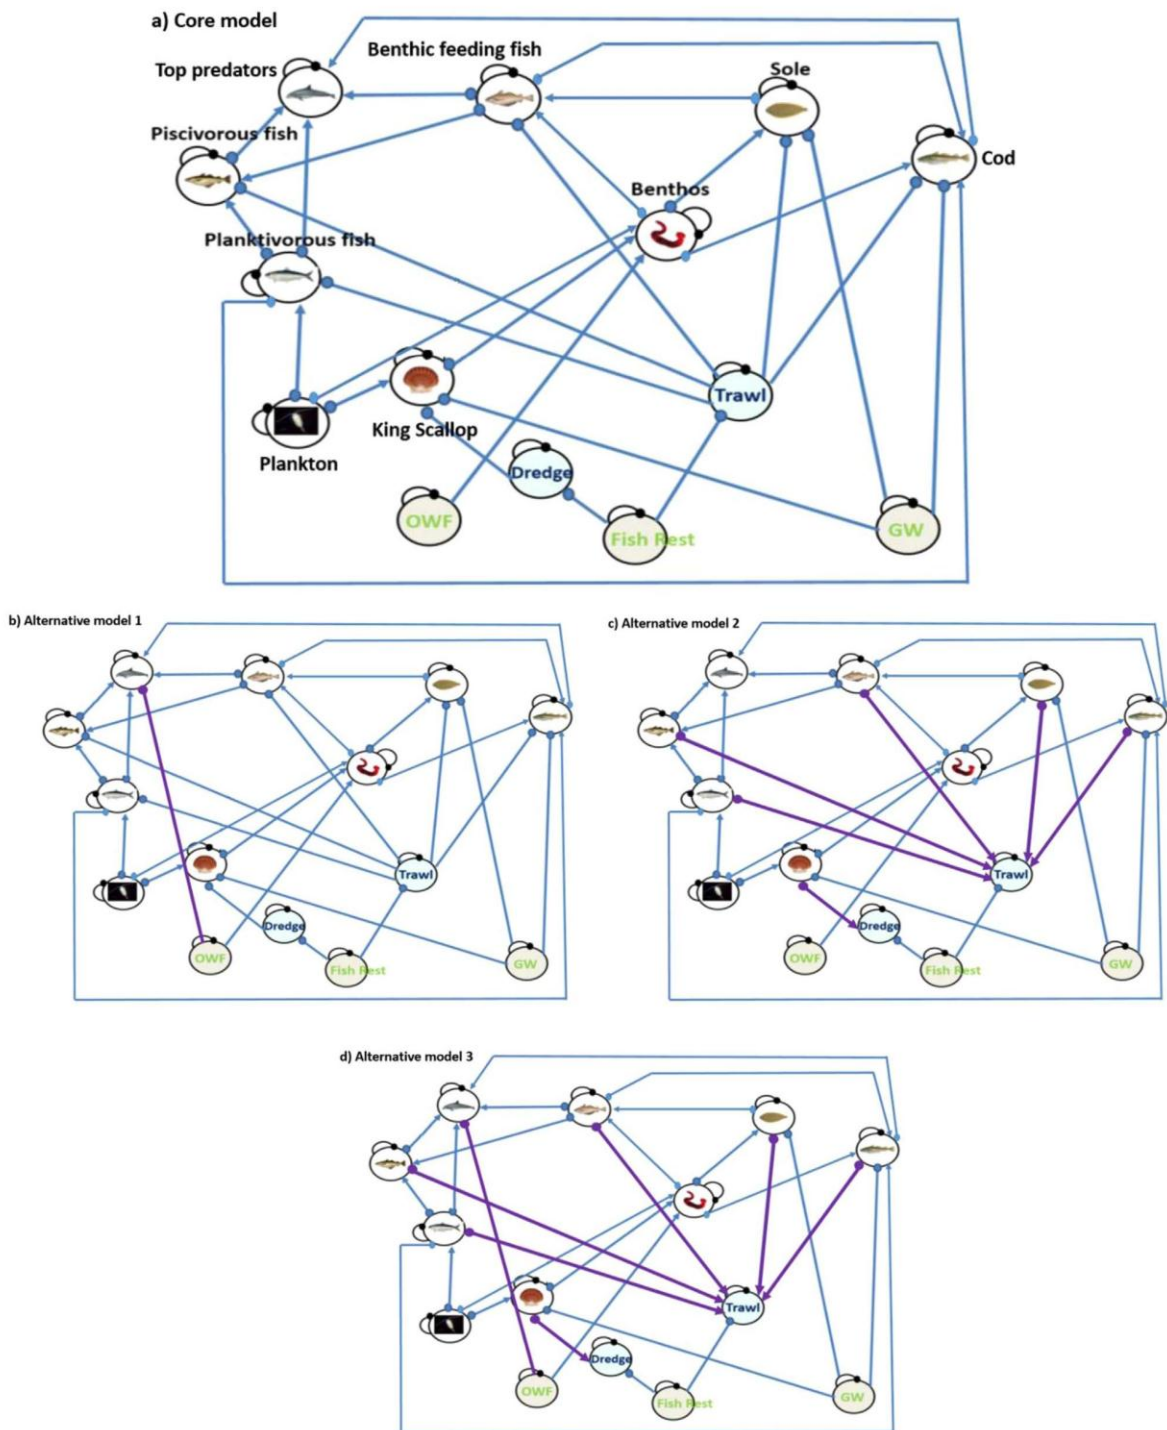 a) Core model
Benthic feeding fish
Top predators
Sole
Piscivorous fish
Cod
Benthos
Planktivorous fish
Trawl
King Scallop
Plankton
Dredge
OWF
Fish Rest
GW
b) Alternative model 1
c) Alternative model 2
Trawl
Dredge
OWF
Fish Rest
GW
Trawl
Dredge
OWF
Fish Rest
GW
d) Alternative model 3
Trawl
Dredge
OWF
Fish Rest
GW